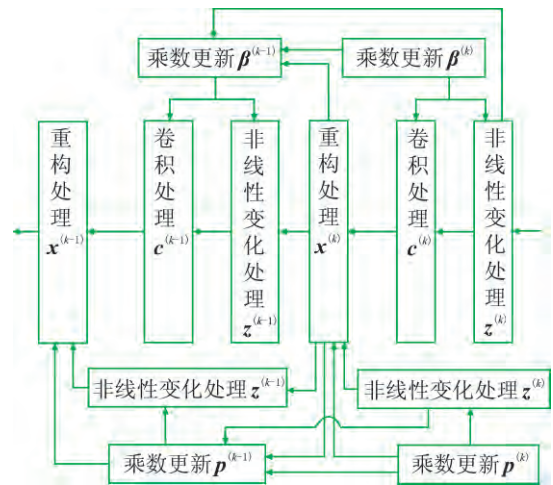 乘数更新β^(k-1)
乘数更新β^(k)
重构处理x^(k-1)
卷积处理c^(k-1)
非线性变化处理z^(k-1)
重构处理x^(k)
卷积处理c^(k)
非线性变化处理z^(k)
非线性变化处理z^(k-1)
非线性变化处理z^(k)
乘数更新p^(k-1)
乘数更新p^(k)